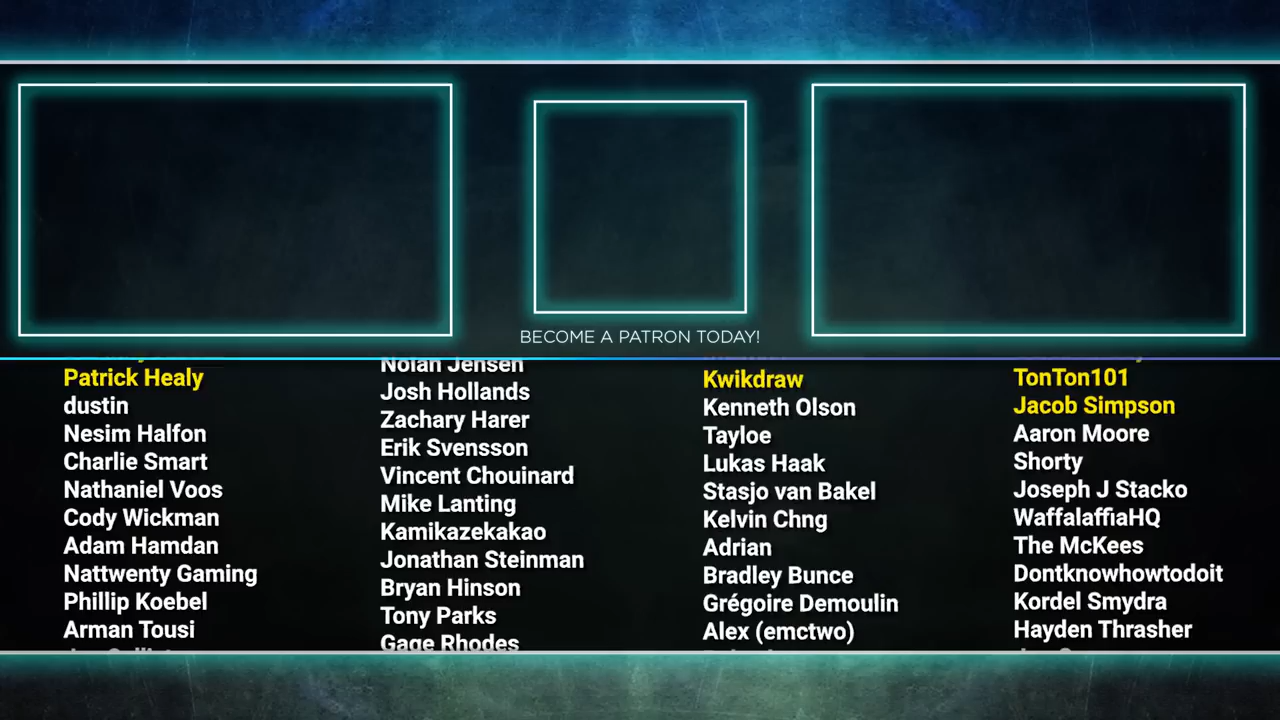 BECOME A PATRON TODAY!
Patrick Healy
dustin
Nesim Halfon
Charlie Smart
Nathaniel Voos
Cody Wickman
Adam Hamdan
Nattwenty Gaming
Phillip Koebel
Arman Tousi
Nolan Jensen
Josh Hollands
Zachary Harer
Erik Svensson
Vincent Chouinard
Mike Lanting
Kamikazekakao
Jonathan Steinman
Bryan Hinson
Tony Parks
Gage Rhodes
Kwikdraw
Kenneth Olson
Tayloe
Lukas Haak
Stasjo van Bakel
Kelvin Chng
Adrian
Bradley Bunce
Grégoire Demoulin
Alex (emctwo)
TonTon101
Jacob Simpson
Aaron Moore
Shorty
Joseph J Stacko
WaffalaffiaHQ
The McKees
Dontknowhowtodoit
Kordel Smydra
Hayden Thrasher